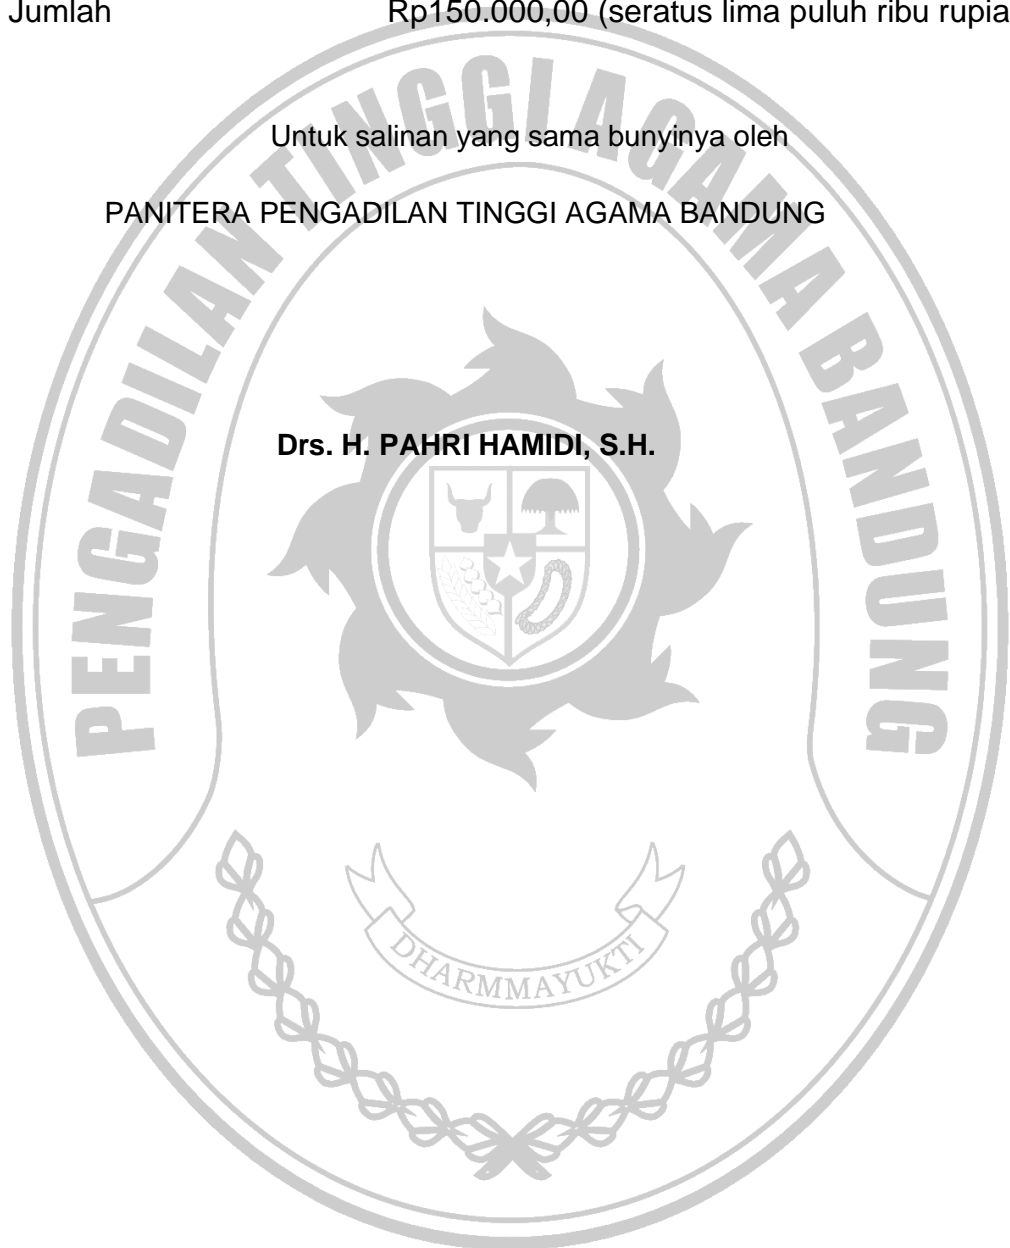 Jumlah Rp150.000,00 (seratus lima puluh ribu rupia
Untuk salinan yang sama bunyinya oleh
PANITERA PENGADILAN TINGGI AGAMA BANDUNG
Drs. H. PAHRI HAMIDI, S.H.
PENGADILAN TINGGI AGAMA BANDUNG
DHARMMAYUKTI